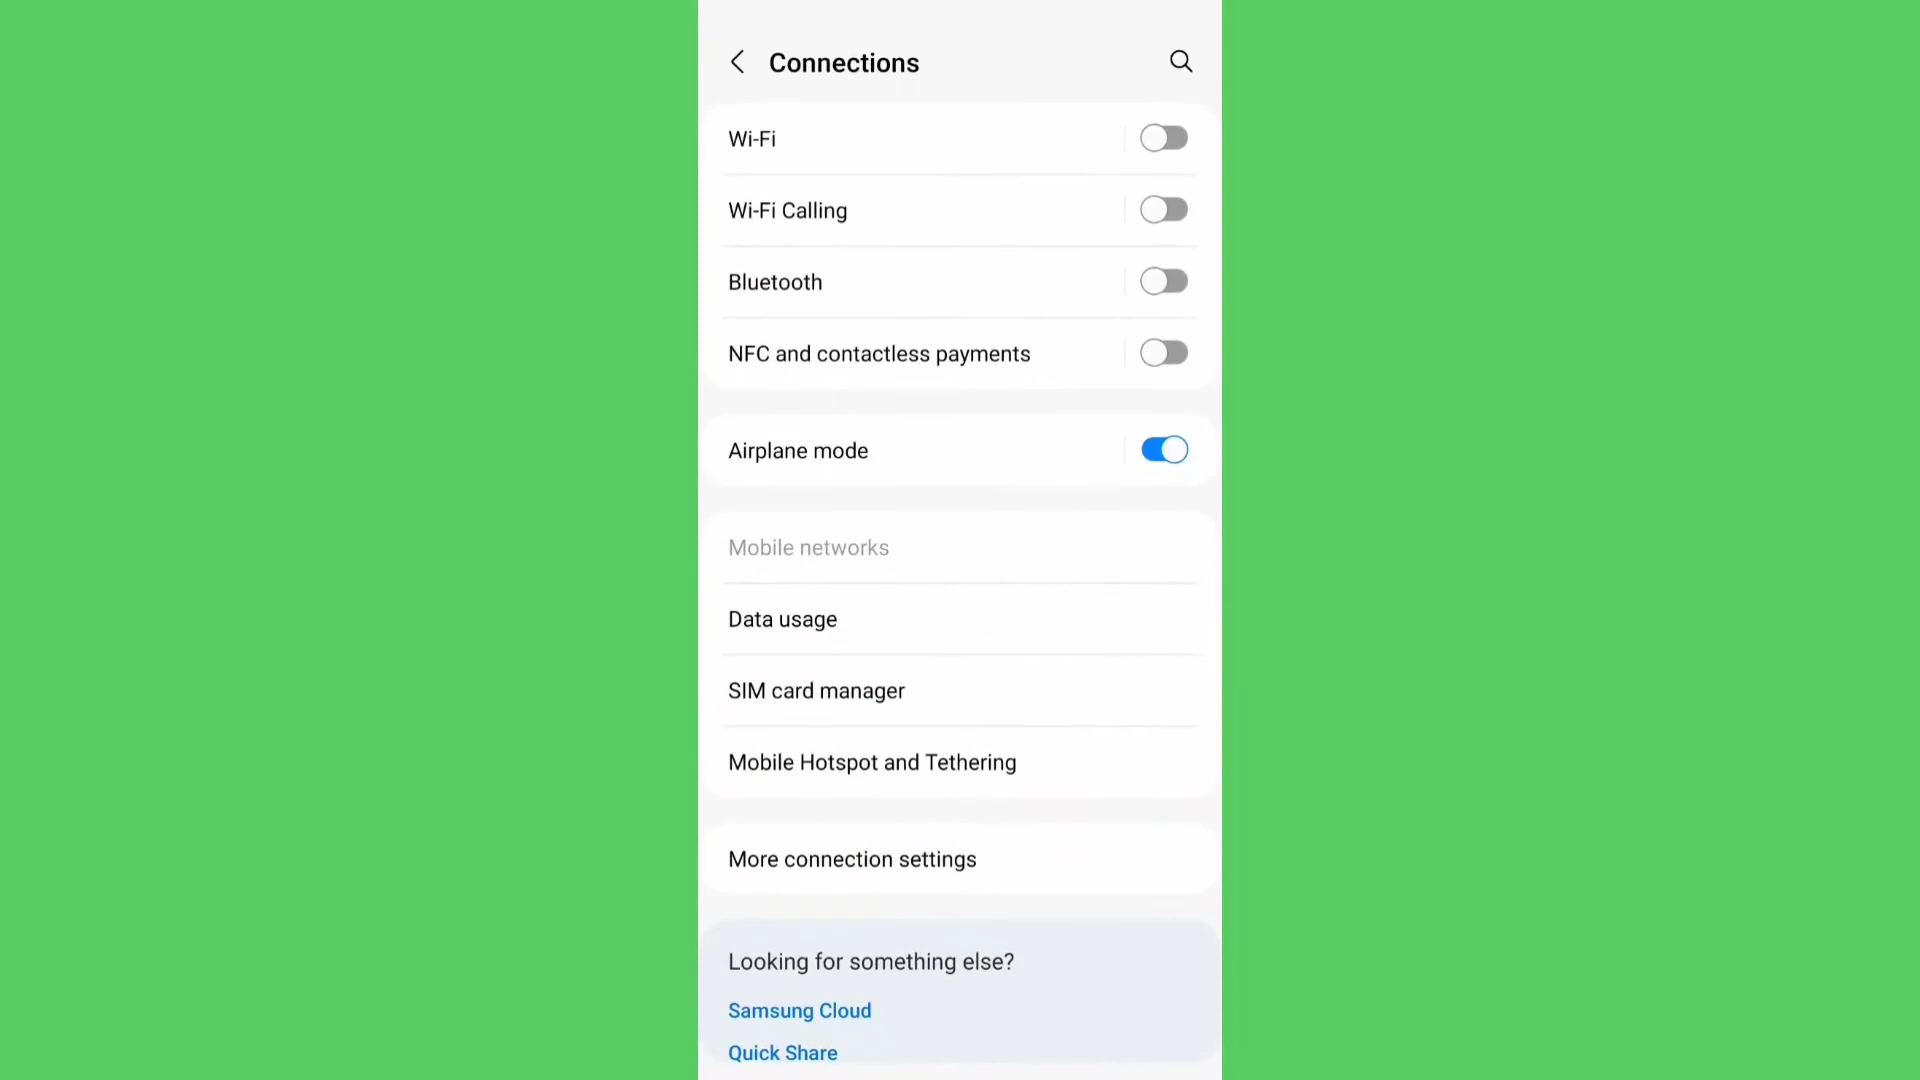 Connections
Wi-Fi
Wi-Fi Calling
Bluetooth
NFC and contactless payments
Airplane mode
Mobile networks
Data usage
SIM card manager
Mobile Hotspot and Tethering
More connection settings
Looking for something else?
Samsung Cloud
Quick Share